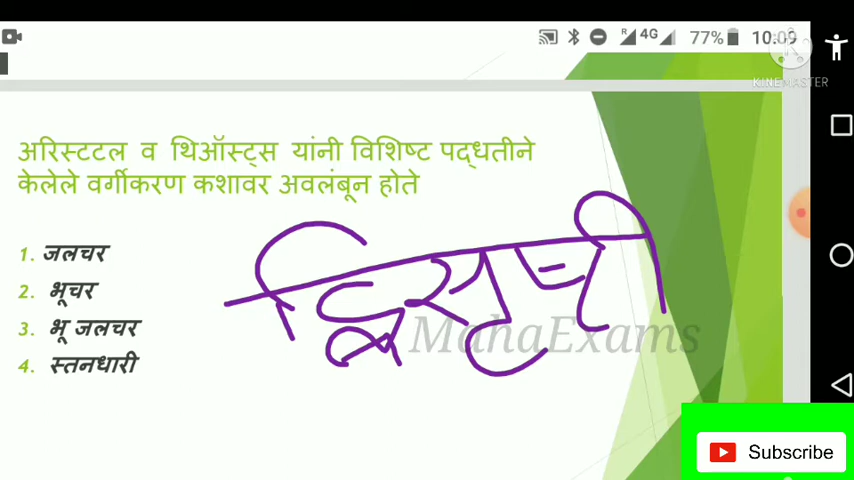 R 4G 77% 10:09
KINEMASTER
अरिस्टटल व थिऑस्ट्स यांनी विशिष्ट पद्धतीने
केलेले वर्गीकरण कशावर अवलंबून होते
1. जलचर
2. भूचर
3. भू जलचर
4. स्तनधारी
MahaExams
Subscribe